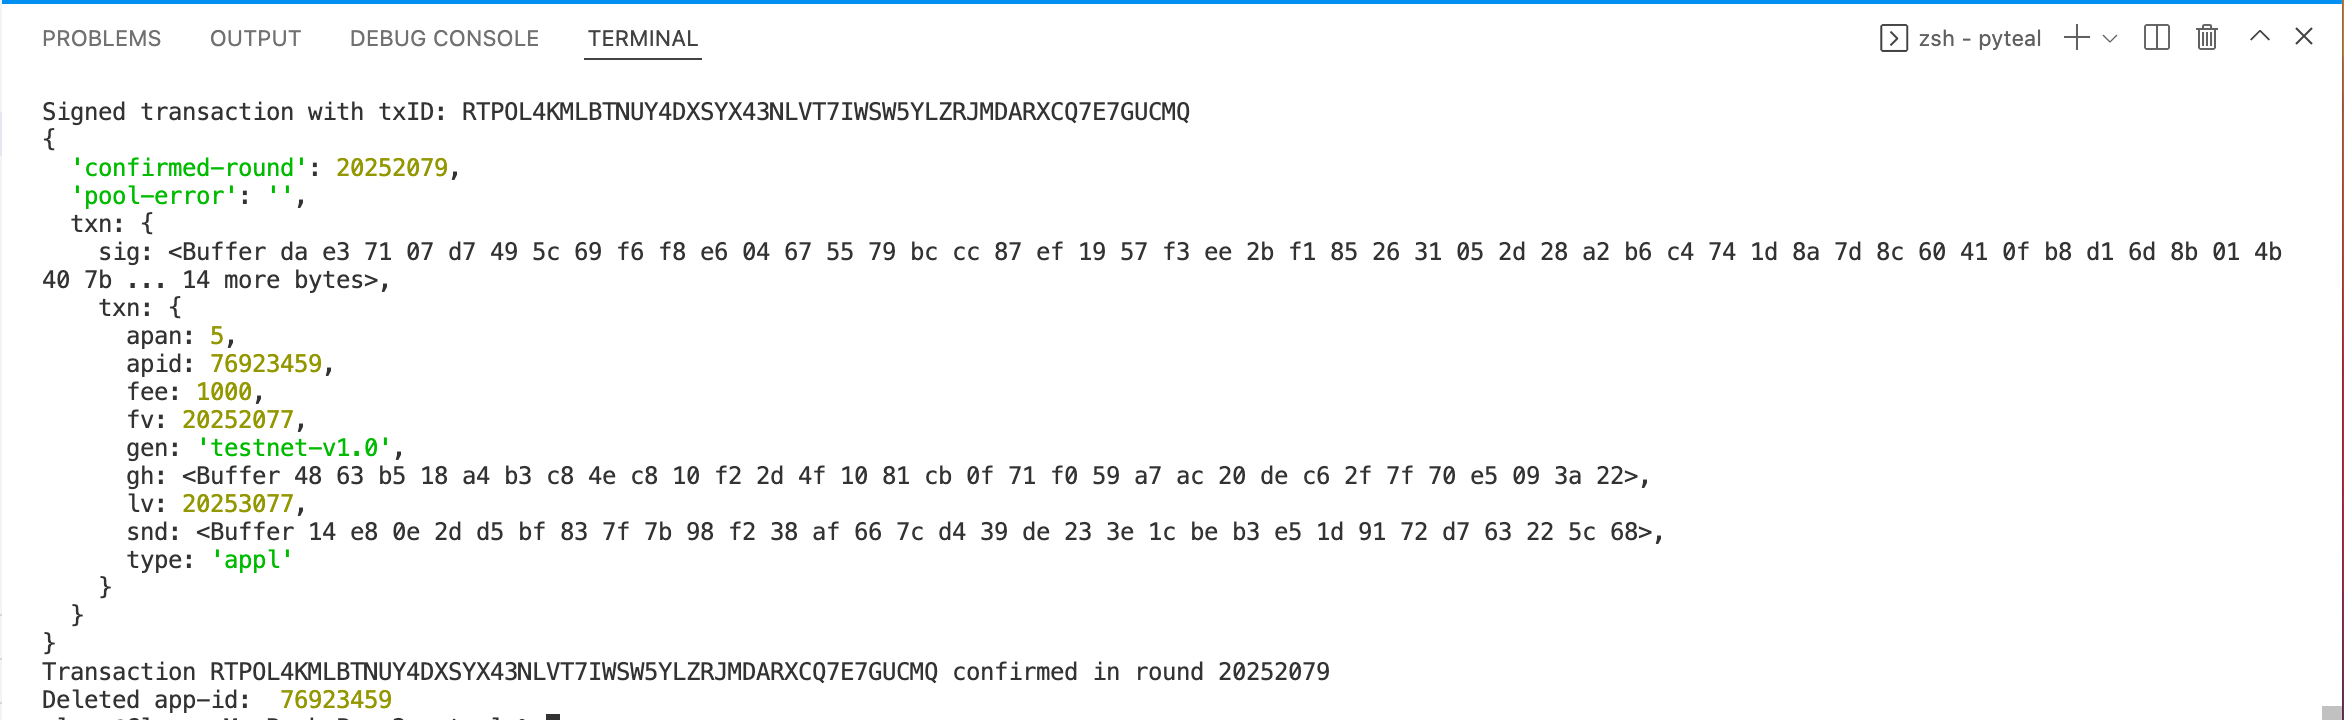 PROBLEMS OUTPUT DEBUG CONSOLE TERMINAL zsh - pyteal
Signed transaction with txID: RTPOL4KMLBTNUY4DXSYX43NLVT7IWSW5YLZRJMDARXCQ7E7GUCMQ
{
'confirmed-round': 20252079,
'pool-error': '',
txn: {
sig: <Buffer da e3 71 07 d7 49 5c 69 f6 f8 e6 04 67 55 79 bc cc 87 ef 19 57 f3 ee 2b f1 85 26 31 05 2d 28 a2 b6 c4 74 1d 8a 7d 8c 60 41 0f b8 d1 6d 8b 01 4b
40 7b ... 14 more bytes>,
txn: {
apan: 5,
apid: 76923459,
fee: 1000,
fv: 20252077,
gen: 'testnet-v1.0',
gh: <Buffer 48 63 b5 18 a4 b3 c8 4e c8 10 f2 2d 4f 10 81 cb 0f 71 f0 59 a7 ac 20 de c6 2f 7f 70 e5 09 3a 22>,
lv: 20253077,
snd: <Buffer 14 e8 0e 2d d5 bf 83 7f 7b 98 f2 38 af 66 7c d4 39 de 23 3e 1c be b3 e5 1d 91 72 d7 63 22 5c 68>,
type: 'appl'
}
}
}
Transaction RTPOL4KMLBTNUY4DXSYX43NLVT7IWSW5YLZRJMDARXCQ7E7GUCMQ confirmed in round 20252079
Deleted app-id: 76923459